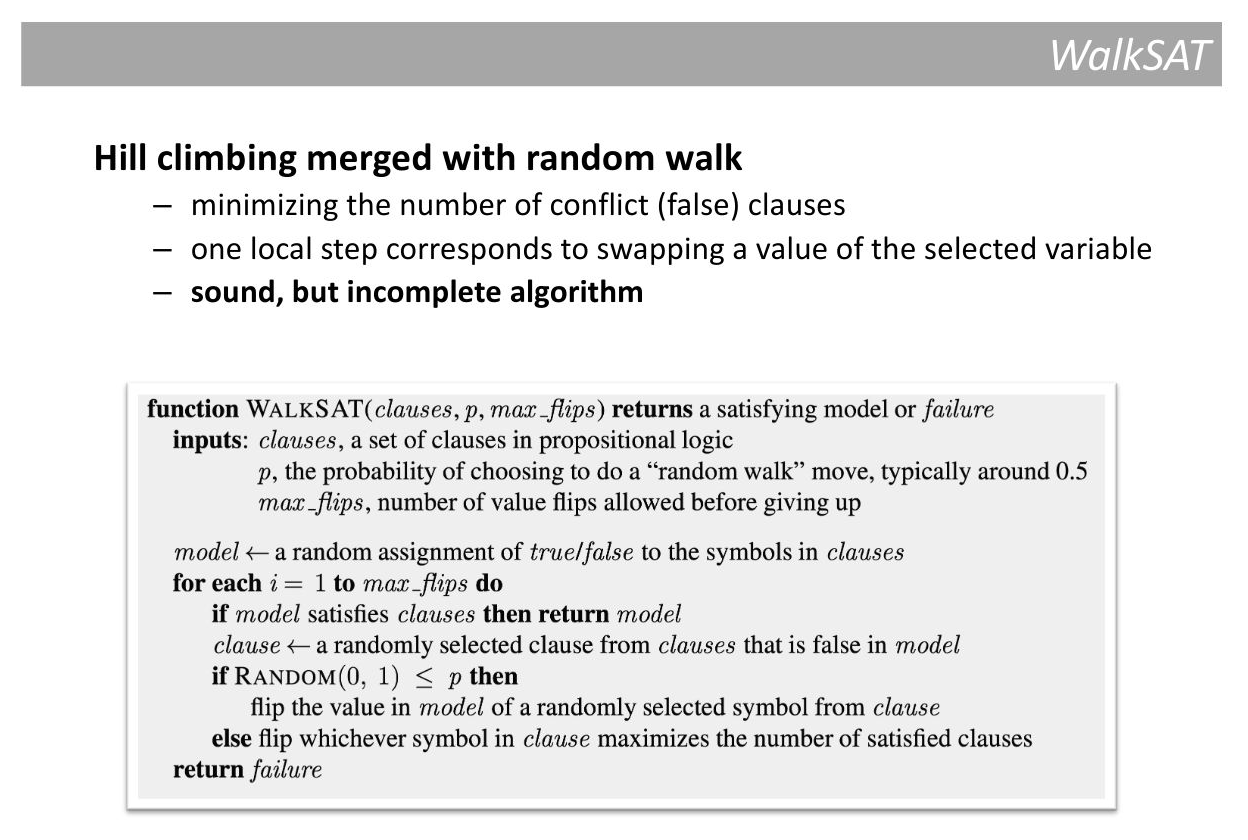 WalkSAT
Hill climbing merged with random walk
– minimizing the number of conflict (false) clauses
– one local step corresponds to swapping a value of the selected variable
– sound, but incomplete algorithm
function WALKSAT(clauses, p, max_flips) returns a satisfying model or failure
inputs: clauses, a set of clauses in propositional logic
p, the probability of choosing to do a “random walk” move, typically around 0.5
max_flips, number of value flips allowed before giving up
model ← a random assignment of true/false to the symbols in clauses
for each i = 1 to max_flips do
if model satisfies clauses then return model
clause ← a randomly selected clause from clauses that is false in model
if RANDOM(0, 1) ≤ p then
flip the value in model of a randomly selected symbol from clause
else flip whichever symbol in clause maximizes the number of satisfied clauses
return failure